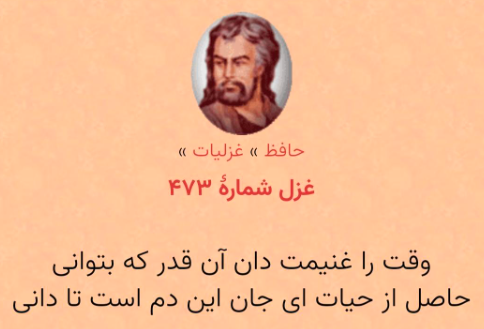 حافظ » غزلیات »
غزل شمارهٔ ۴۷۳
وقت را غنیمت دان آن قدر که بتوانی
حاصل از حیات ای جان این دم است تا دانی